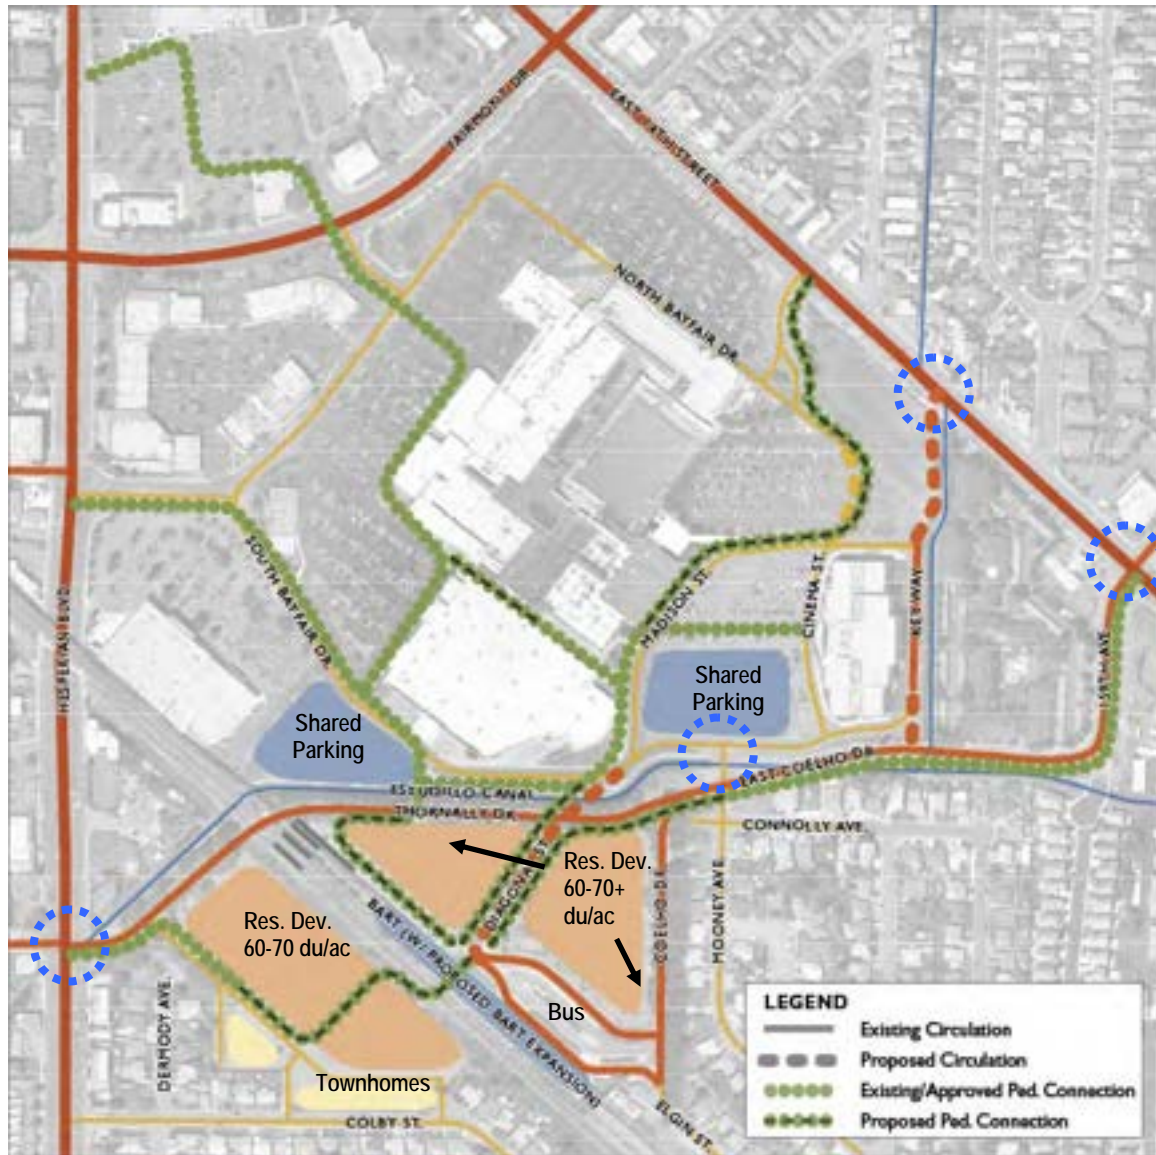 FAIRMONT DR
EAST 14TH STREET
NORTH BAYFAIR DR.
SOUTH BAYFAIR DR.
HESPERIAN BLVD.
MADISON ST.
CINEMA ST.
KEY WAY
159TH AVE.
Shared
Parking
Shared
Parking
ESTUDILLO CANAL
THORNALLY DR.
EAST COELHO DR.
CONNOLLY AVE.
DIAGONAL ST.
Res. Dev.
60-70+
du/ac
COELHO DR.
MOONEY AVE
Res. Dev.
60-70 du/ac
BART (W/ PROPOSED BART EXPANSION)
Bus
DERMODY AVE.
Townhomes
COLBY ST.
ELGIN ST.
LEGEND
Existing Circulation
Proposed Circulation
Existing/Approved Ped. Connection
Proposed Ped. Connection